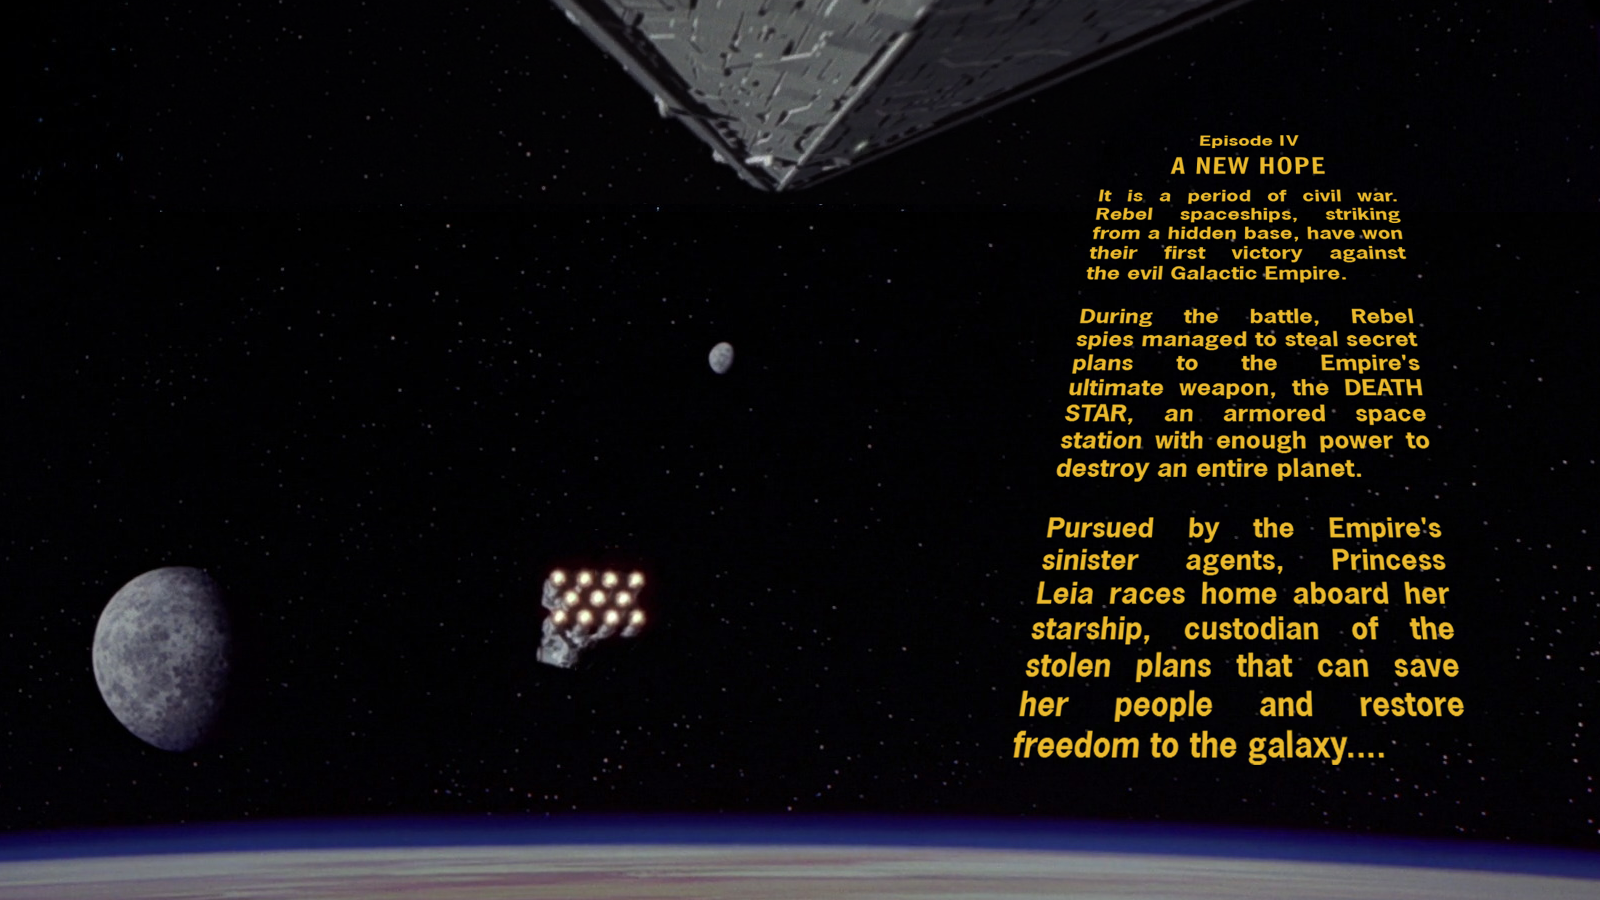 Episode IV
A NEW HOPE
It is a period of civil war.
Rebel spaceships, striking
from a hidden base, have won
their first victory against
the evil Galactic Empire.
During the battle, Rebel
spies managed to steal secret
plans to the Empire's
ultimate weapon, the DEATH
STAR, an armored space
station with enough power to
destroy an entire planet.
Pursued by the Empire's
sinister agents, Princess
Leia races home aboard her
starship, custodian of the
stolen plans that can save
her people and restore
freedom to the galaxy....